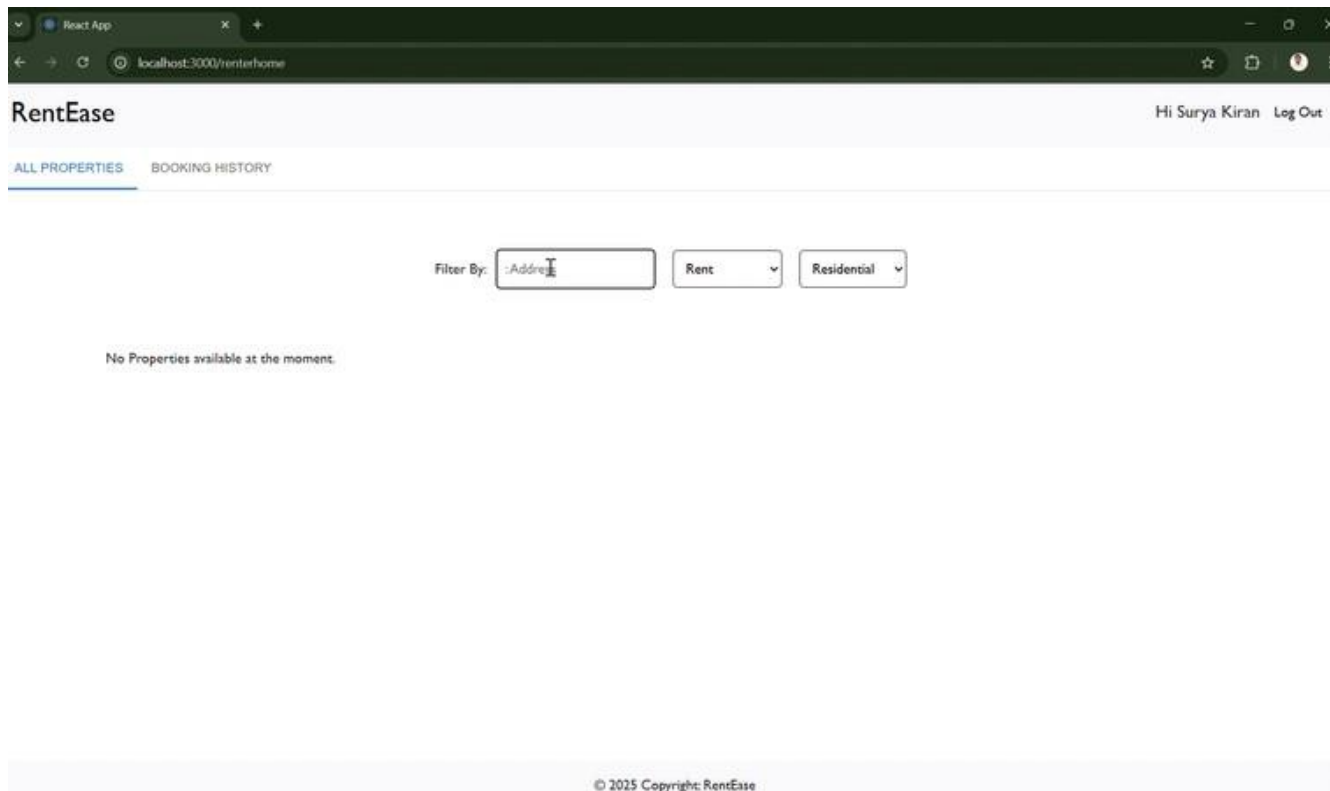 React App
localhost:3000/renterhome
RentEase
Hi Surya Kiran Log Out
ALL PROPERTIES BOOKING HISTORY
Filter By: :Address Rent Residential
No Properties available at the moment.
© 2025 Copyright: RentEase